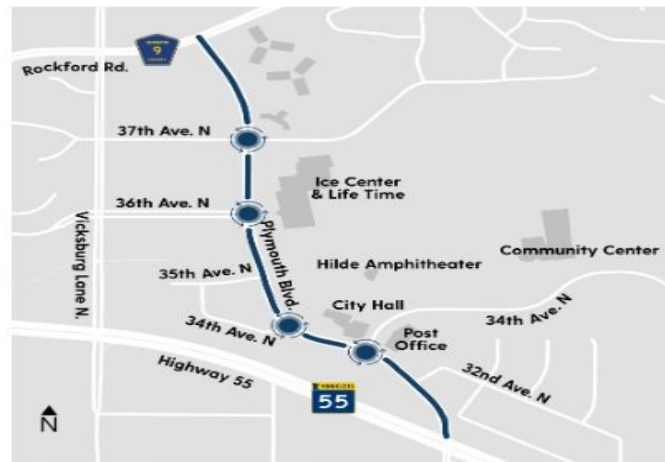 Rockford Rd.
9
37th Ave. N
Ice Center
& Life Time
36th Ave. N
Vicksburg Lane N.
Plymouth Blvd.
Community Center
Hilde Amphitheater
35th Ave. N
City Hall
34th Ave. N
34th Ave. N
Post
Office
32nd Ave. N
Highway 55
55
N